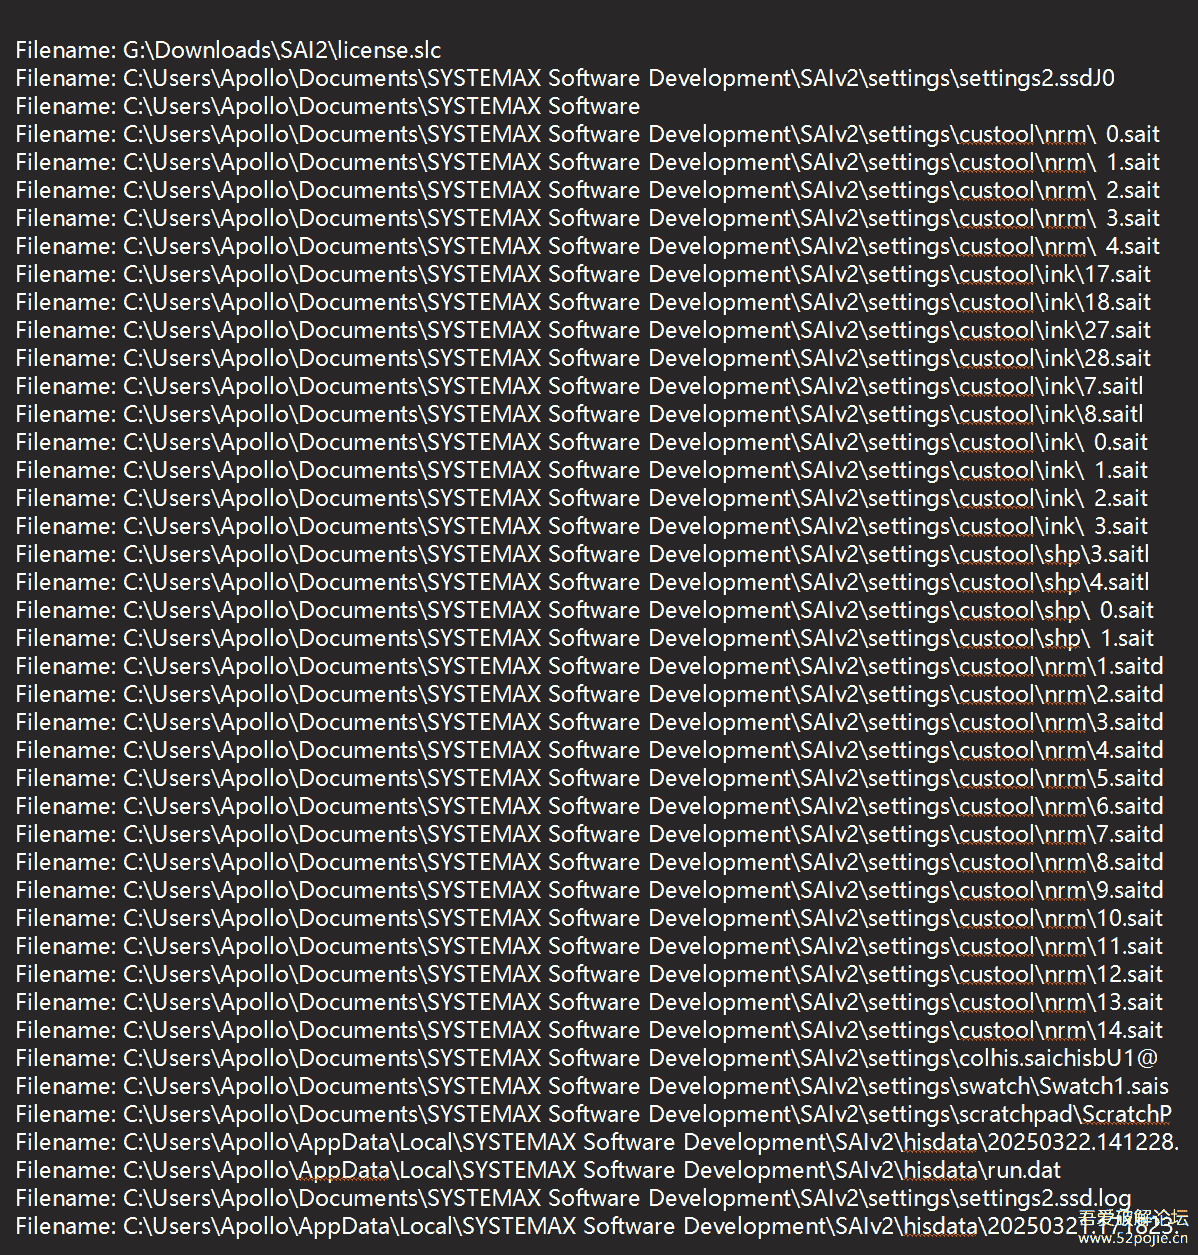 Filename: G:\Downloads\SAI2\license.slc
Filename: C:\Users\Apollo\Documents\SYSTEMAX Software Development\SAIv2\settings\settings2.ssdJ0
Filename: C:\Users\Apollo\Documents\SYSTEMAX Software
Filename: C:\Users\Apollo\Documents\SYSTEMAX Software Development\SAIv2\settings\custool\nrm\ 0.sait
Filename: C:\Users\Apollo\Documents\SYSTEMAX Software Development\SAIv2\settings\custool\nrm\ 1.sait
Filename: C:\Users\Apollo\Documents\SYSTEMAX Software Development\SAIv2\settings\custool\nrm\ 2.sait
Filename: C:\Users\Apollo\Documents\SYSTEMAX Software Development\SAIv2\settings\custool\nrm\ 3.sait
Filename: C:\Users\Apollo\Documents\SYSTEMAX Software Development\SAIv2\settings\custool\nrm\ 4.sait
Filename: C:\Users\Apollo\Documents\SYSTEMAX Software Development\SAIv2\settings\custool\ink\17.sait
Filename: C:\Users\Apollo\Documents\SYSTEMAX Software Development\SAIv2\settings\custool\ink\18.sait
Filename: C:\Users\Apollo\Documents\SYSTEMAX Software Development\SAIv2\settings\custool\ink\27.sait
Filename: C:\Users\Apollo\Documents\SYSTEMAX Software Development\SAIv2\settings\custool\ink\28.sait
Filename: C:\Users\Apollo\Documents\SYSTEMAX Software Development\SAIv2\settings\custool\ink\7.saitl
Filename: C:\Users\Apollo\Documents\SYSTEMAX Software Development\SAIv2\settings\custool\ink\8.saitl
Filename: C:\Users\Apollo\Documents\SYSTEMAX Software Development\SAIv2\settings\custool\ink\ 0.sait
Filename: C:\Users\Apollo\Documents\SYSTEMAX Software Development\SAIv2\settings\custool\ink\ 1.sait
Filename: C:\Users\Apollo\Documents\SYSTEMAX Software Development\SAIv2\settings\custool\ink\ 2.sait
Filename: C:\Users\Apollo\Documents\SYSTEMAX Software Development\SAIv2\settings\custool\ink\ 3.sait
Filename: C:\Users\Apollo\Documents\SYSTEMAX Software Development\SAIv2\settings\custool\shp\3.saitl
Filename: C:\Users\Apollo\Documents\SYSTEMAX Software Development\SAIv2\settings\custool\shp\4.saitl
Filename: C:\Users\Apollo\Documents\SYSTEMAX Software Development\SAIv2\settings\custool\shp\ 0.sait
Filename: C:\Users\Apollo\Documents\SYSTEMAX Software Development\SAIv2\settings\custool\shp\ 1.sait
Filename: C:\Users\Apollo\Documents\SYSTEMAX Software Development\SAIv2\settings\custool\nrm\1.saitd
Filename: C:\Users\Apollo\Documents\SYSTEMAX Software Development\SAIv2\settings\custool\nrm\2.saitd
Filename: C:\Users\Apollo\Documents\SYSTEMAX Software Development\SAIv2\settings\custool\nrm\3.saitd
Filename: C:\Users\Apollo\Documents\SYSTEMAX Software Development\SAIv2\settings\custool\nrm\4.saitd
Filename: C:\Users\Apollo\Documents\SYSTEMAX Software Development\SAIv2\settings\custool\nrm\5.saitd
Filename: C:\Users\Apollo\Documents\SYSTEMAX Software Development\SAIv2\settings\custool\nrm\6.saitd
Filename: C:\Users\Apollo\Documents\SYSTEMAX Software Development\SAIv2\settings\custool\nrm\7.saitd
Filename: C:\Users\Apollo\Documents\SYSTEMAX Software Development\SAIv2\settings\custool\nrm\8.saitd
Filename: C:\Users\Apollo\Documents\SYSTEMAX Software Development\SAIv2\settings\custool\nrm\9.saitd
Filename: C:\Users\Apollo\Documents\SYSTEMAX Software Development\SAIv2\settings\custool\nrm\10.sait
Filename: C:\Users\Apollo\Documents\SYSTEMAX Software Development\SAIv2\settings\custool\nrm\11.sait
Filename: C:\Users\Apollo\Documents\SYSTEMAX Software Development\SAIv2\settings\custool\nrm\12.sait
Filename: C:\Users\Apollo\Documents\SYSTEMAX Software Development\SAIv2\settings\custool\nrm\13.sait
Filename: C:\Users\Apollo\Documents\SYSTEMAX Software Development\SAIv2\settings\custool\nrm\14.sait
Filename: C:\Users\Apollo\Documents\SYSTEMAX Software Development\SAIv2\settings\colhis.saichisbU1@
Filename: C:\Users\Apollo\Documents\SYSTEMAX Software Development\SAIv2\settings\swatch\Swatch1.sais
Filename: C:\Users\Apollo\Documents\SYSTEMAX Software Development\SAIv2\settings\scratchpad\ScratchP
Filename: C:\Users\Apollo\AppData\Local\SYSTEMAX Software Development\SAIv2\hisdata\20250322.141228.
Filename: C:\Users\Apollo\AppData\Local\SYSTEMAX Software Development\SAIv2\hisdata\run.dat
Filename: C:\Users\Apollo\Documents\SYSTEMAX Software Development\SAIv2\settings\settings2.ssd.log
Filename: C:\Users\Apollo\AppData\Local\SYSTEMAX Software Development\SAIv2\hisdata\
吾爱破解论坛
www.52pojie.cn